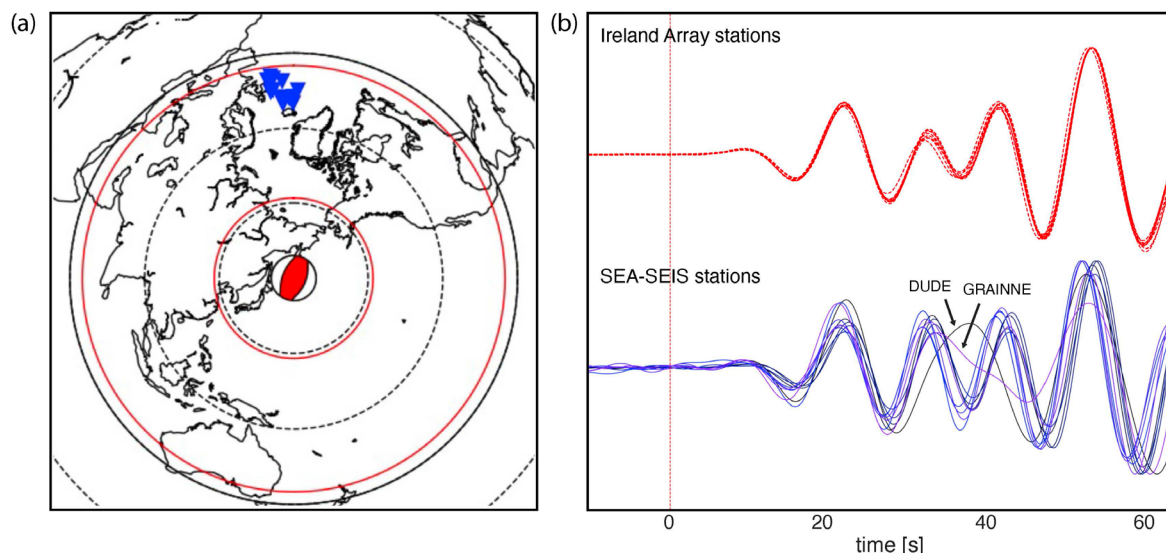 (a)
(b)
Ireland Array stations
SEA-SEIS stations
DUDE
GRAINNE
0
20
40
60
time [s]